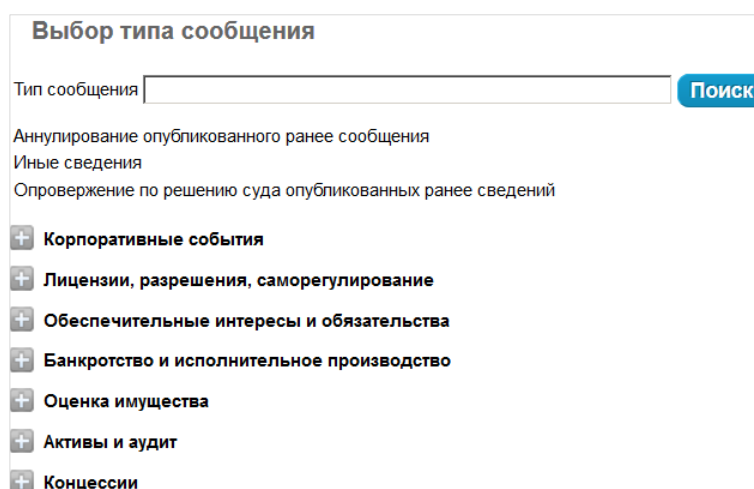 Выбор типа сообщения
Тип сообщения Поиск
Аннулирование опубликованного ранее сообщения
Иные сведения
Опровержение по решению суда опубликованных ранее сведений
Корпоративные события
Лицензии, разрешения, саморегулирование
Обеспечительные интересы и обязательства
Банкротство и исполнительное производство
Оценка имущества
Активы и аудит
Концессии